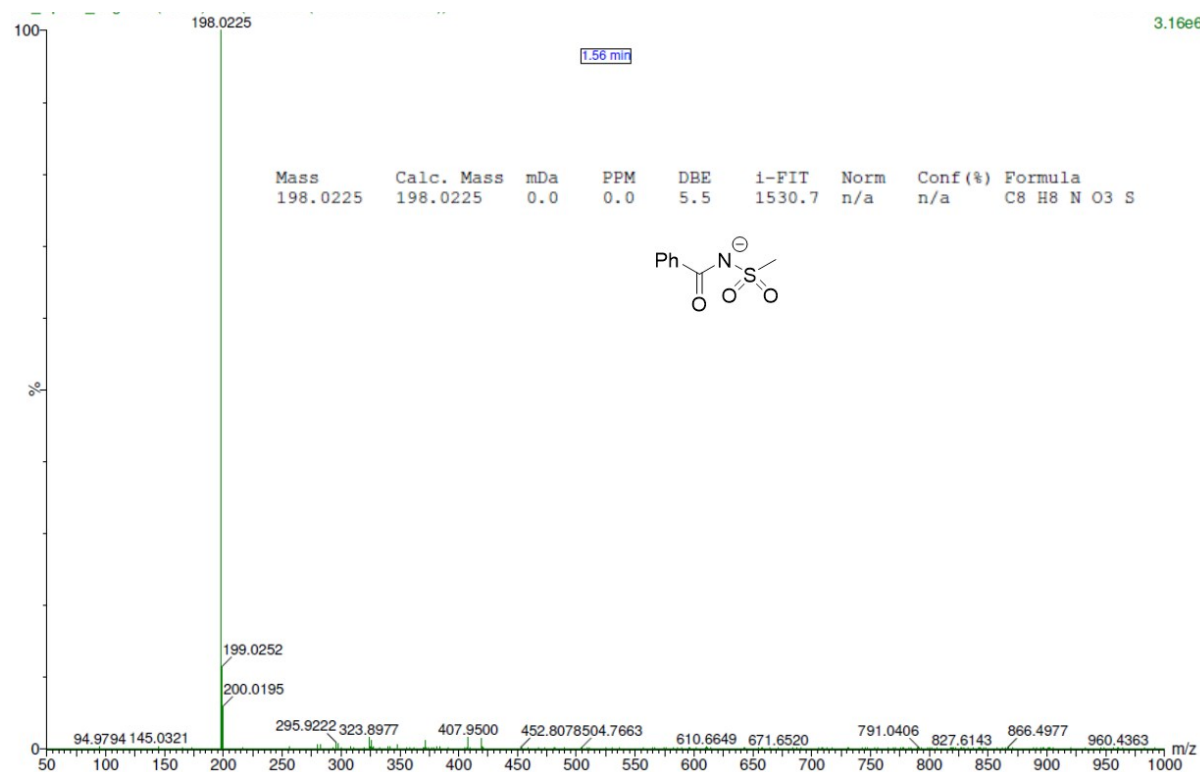 198.0225
100
3.16e6
1.56 min
Mass Calc. Mass mDa PPM DBE i-FIT Norm Conf(%) Formula
198.0225 198.0225 0.0 0.0 5.5 1530.7 n/a n/a C8 H8 N O3 S
Ph N S
O O O
%
199.0252
200.0195
94.9794 145.0321 295.9222 323.8977 407.9500 452.8078 504.7663 610.6649 671.6520 791.0406 827.6143 866.4977 960.4363
0 m/z
50 100 150 200 250 300 350 400 450 500 550 600 650 700 750 800 850 900 950 1000